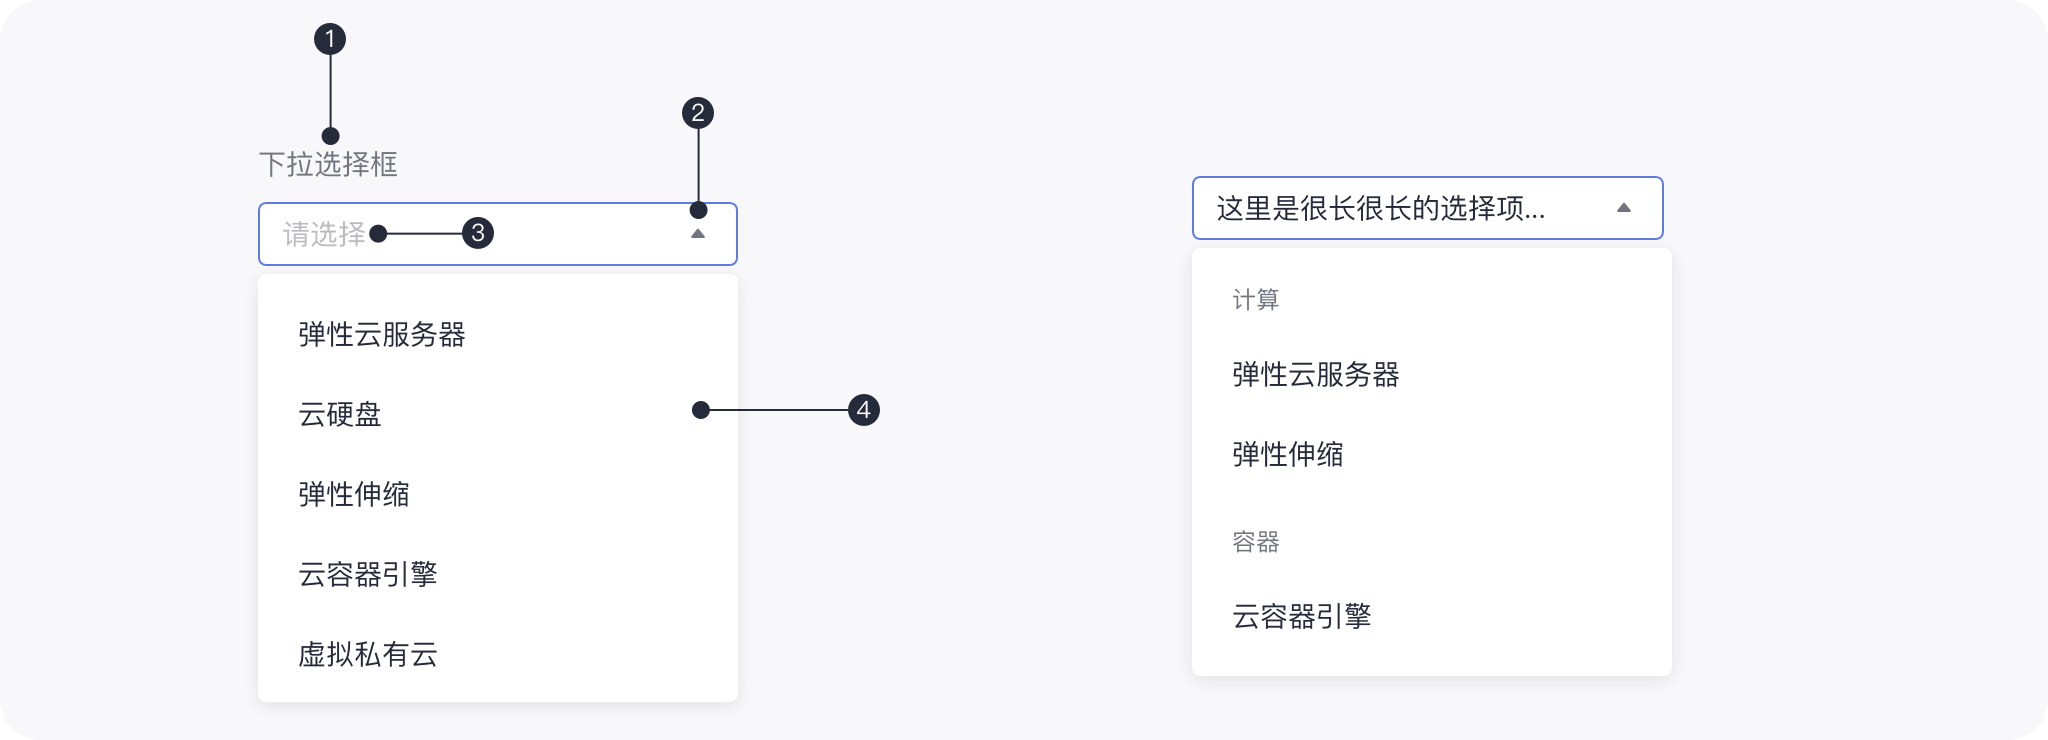 1
2
下拉选择框
请选择
3
弹性云服务器
云硬盘
4
弹性伸缩
云容器引擎
虚拟私有云
这里是很长很长的选择项...
计算
弹性云服务器
弹性伸缩
容器
云容器引擎